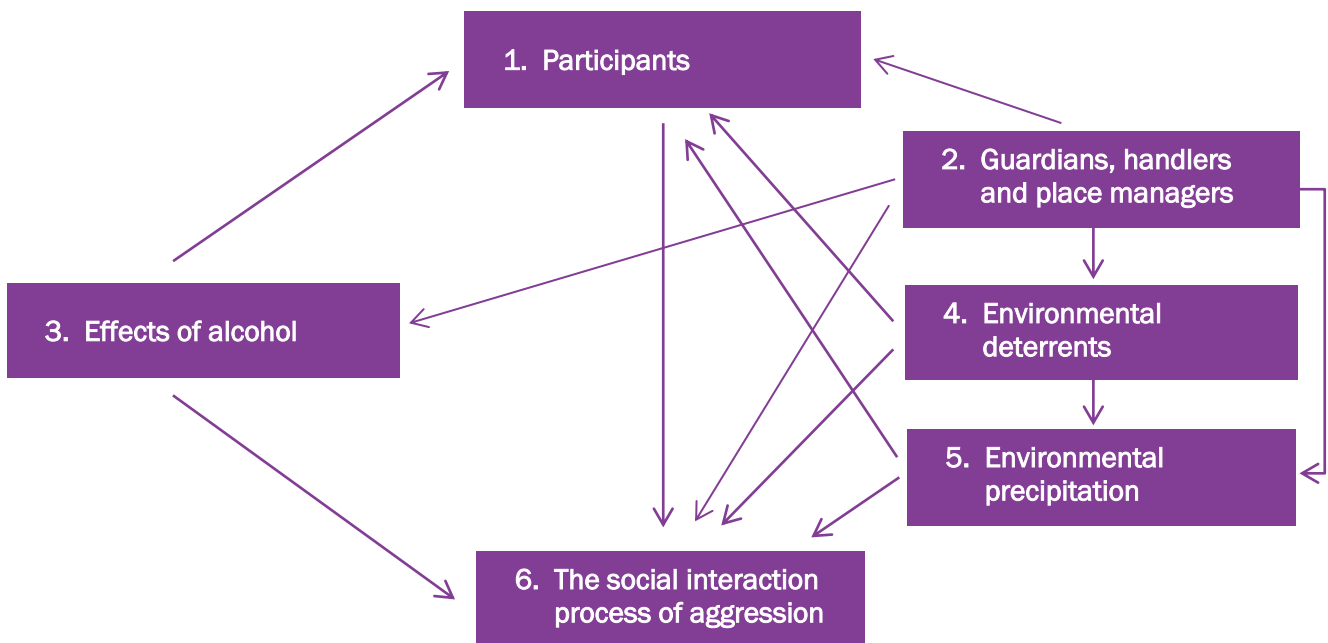 1. Participants
2. Guardians, handlers
and place managers
3. Effects of alcohol
4. Environmental
deterrents
5. Environmental
precipitation
6. The social interaction
process of aggression